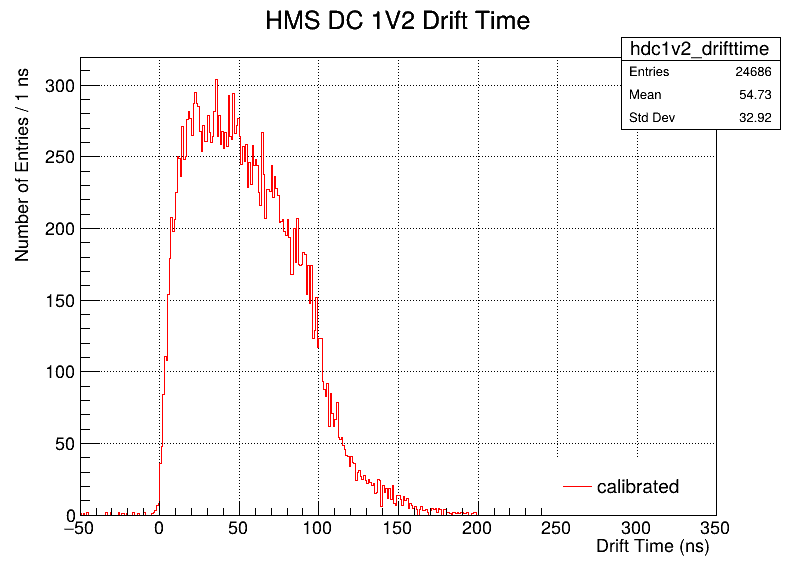 HMS DC 1V2 Drift Time
hdc1v2_drifttime
Entries 24686
Mean 54.73
Std Dev 32.92
Number of Entries / 1 ns
300
250
200
150
100
50
0
−50 0 50 100 150 200 250 300 350
calibrated
Drift Time (ns)